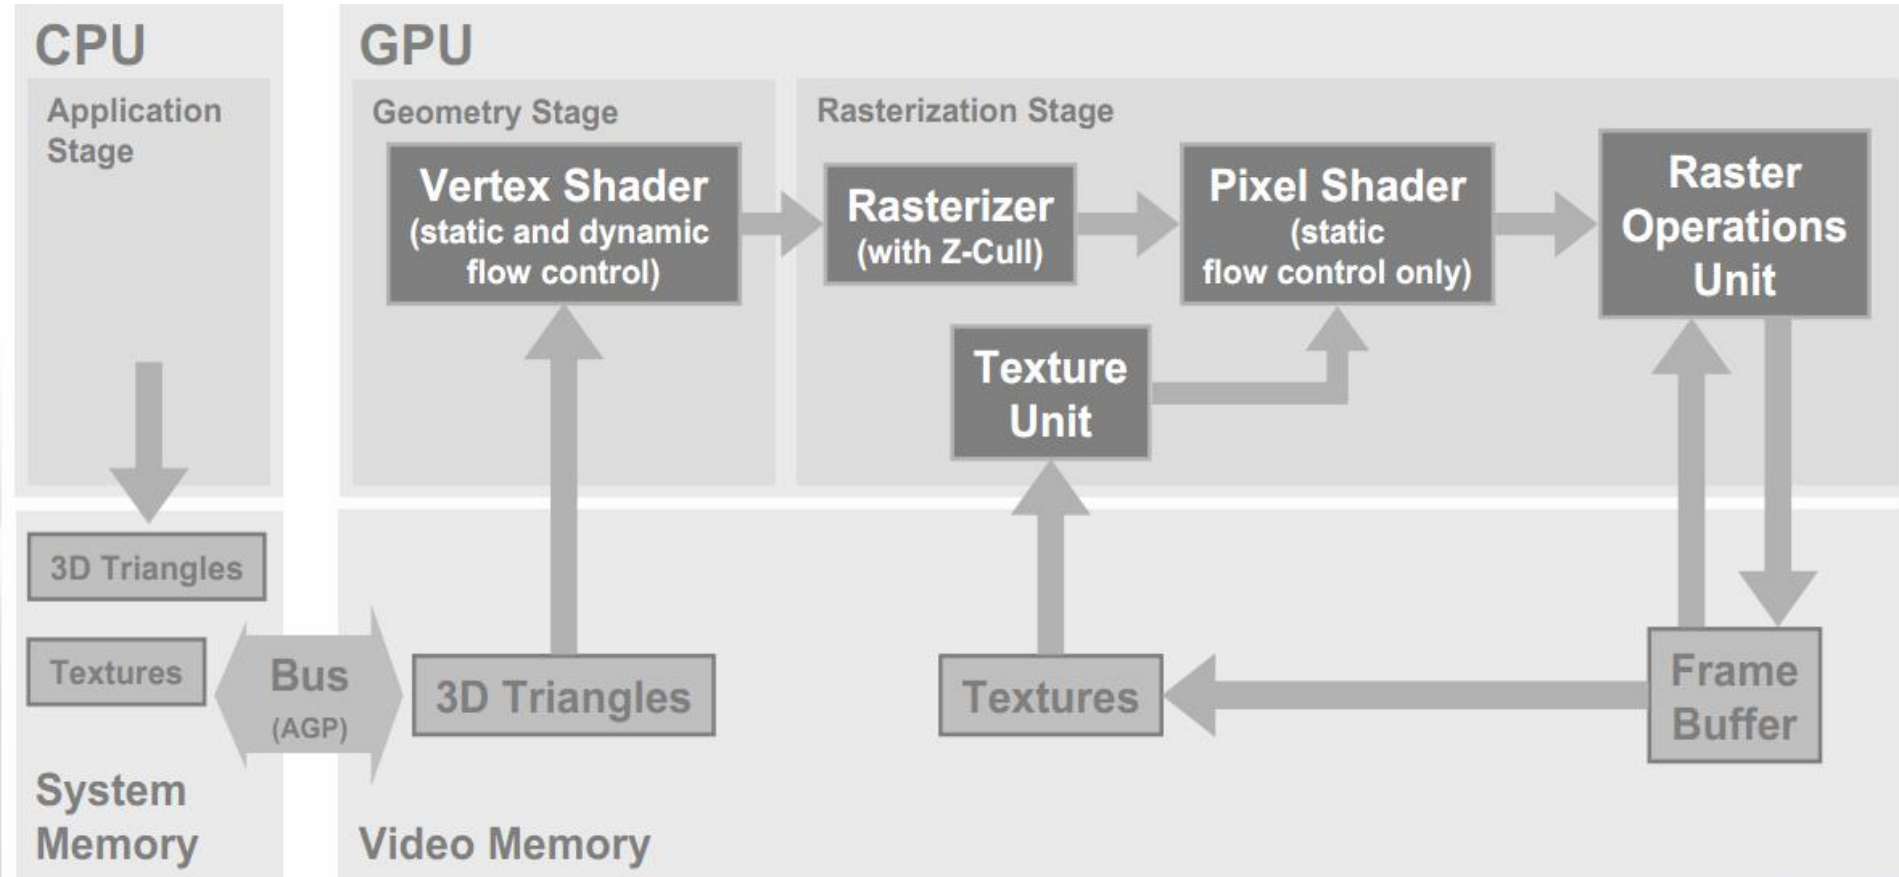 CPU
Application
Stage
3D Triangles
Textures
System
Memory
Bus
(AGP)
GPU
Geometry Stage
Vertex Shader
(static and dynamic
flow control)
Rasterization Stage
Rasterizer
(with Z-Cull)
Pixel Shader
(static
flow control only)
Raster
Operations
Unit
Texture
Unit
3D Triangles
Textures
Frame
Buffer
Video Memory